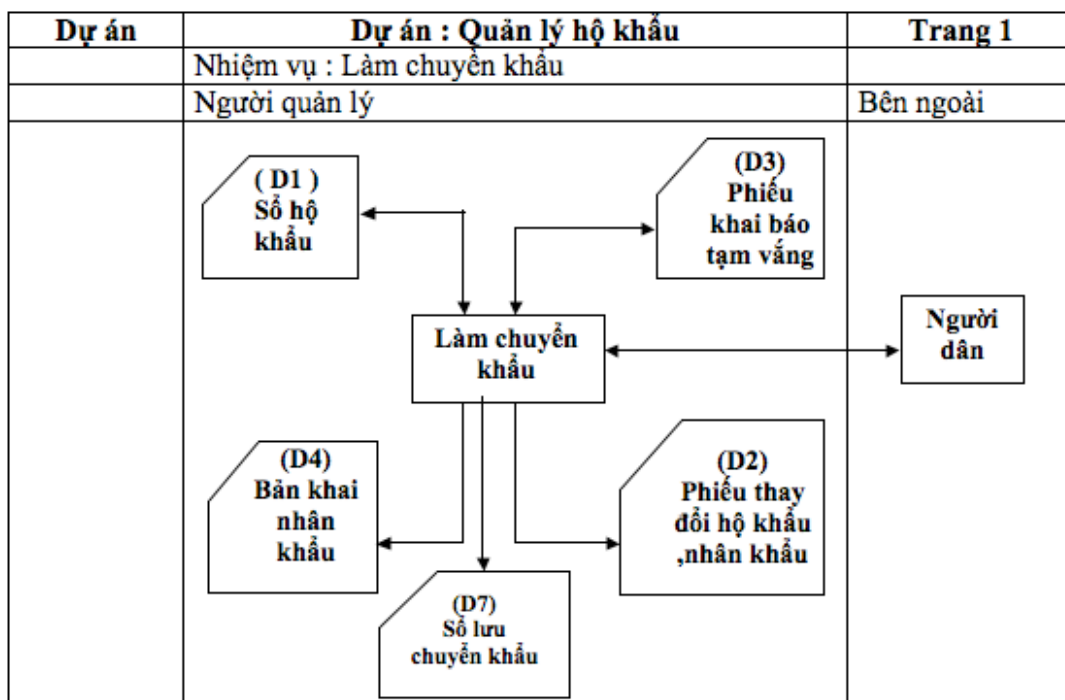 Dự án Dự án : Quản lý hộ khẩu Trang 1
Nhiệm vụ : Làm chuyển khẩu
Người quản lý Bên ngoài
( D1 )
Sổ hộ
khẩu
(D3)
Phiếu
khai báo
tạm vắng
Làm chuyển
khẩu
Người
dân
(D4)
Bản khai
nhân
khẩu
(D2)
Phiếu thay
đổi hộ khẩu
,nhân khẩu
(D7)
Sổ lưu
chuyển khẩu